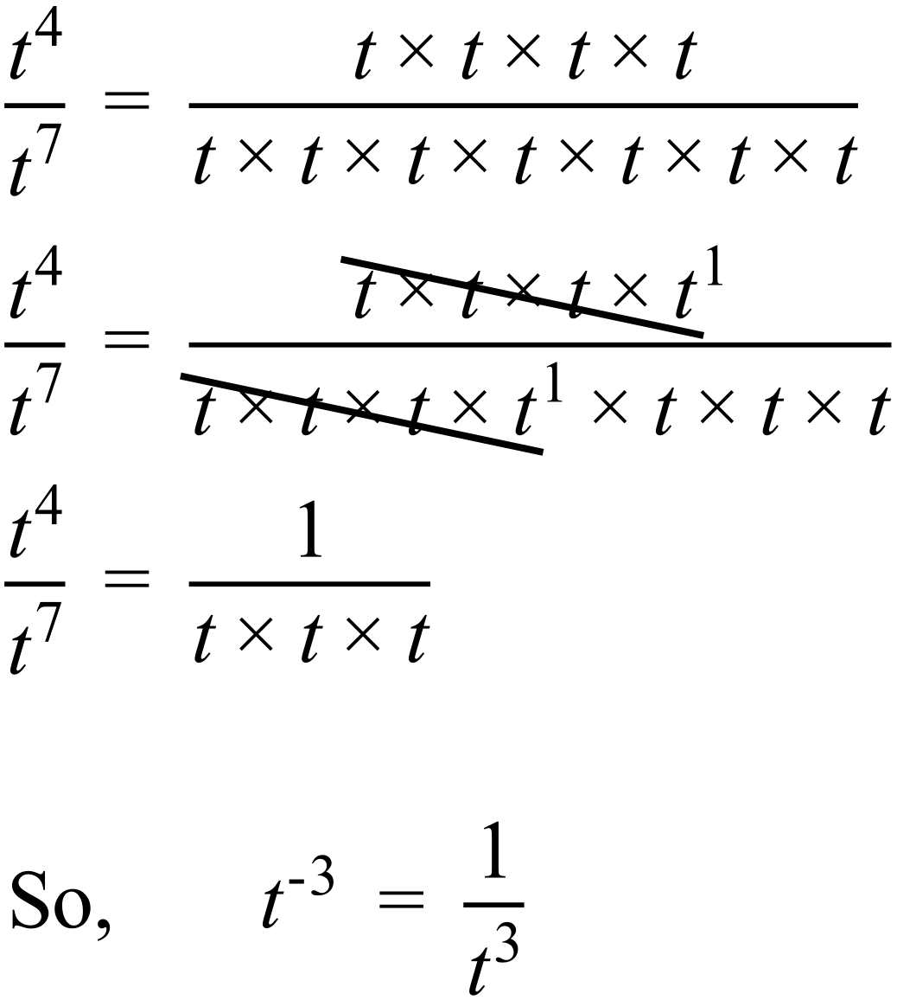 t⁴/t⁷ = (t × t × t × t)/(t × t × t × t × t × t × t)
t⁴/t⁷ = (t × t × t × t¹)/(t × t × t × t¹ × t × t × t)
t⁴/t⁷ = 1/(t × t × t)
So, t⁻³ = 1/t³